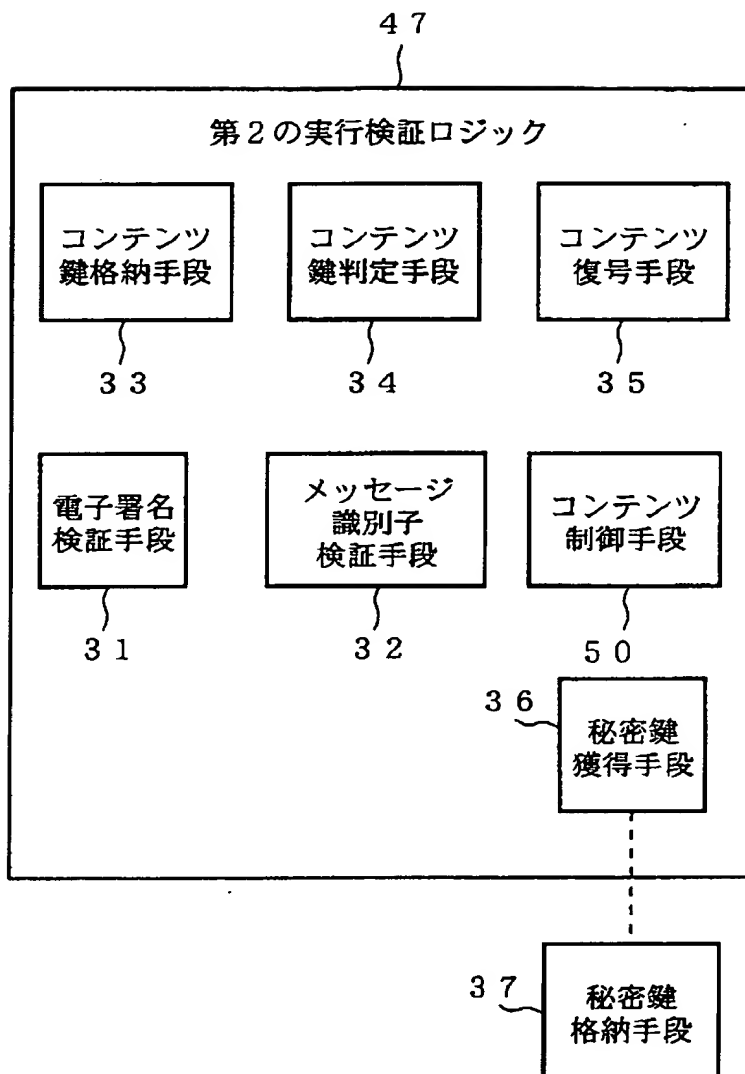 ４７
第２の実行検証ロジック
コンテンツ
鍵格納手段
３３
コンテンツ
鍵判定手段
３４
コンテンツ
復号手段
３５
電子署名
検証手段
３１
メッセージ
識別子
検証手段
３２
コンテンツ
制御手段
５０
３６
秘密鍵
獲得手段
３７
秘密鍵
格納手段